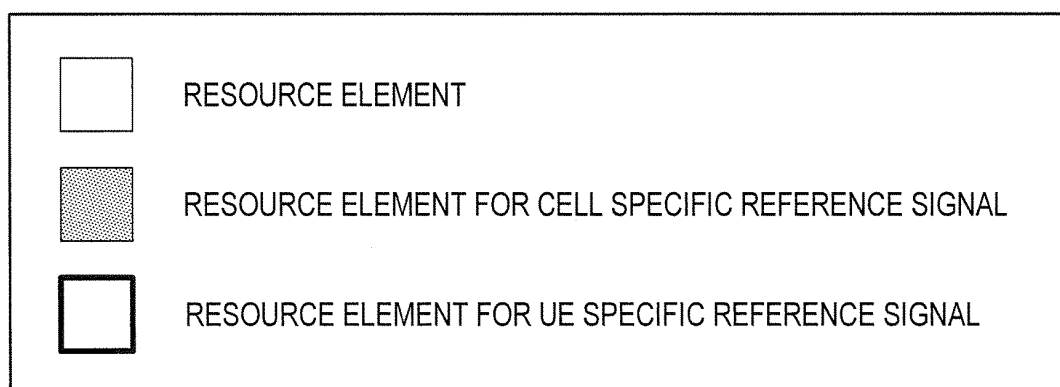 RESOURCE ELEMENT
RESOURCE ELEMENT FOR CELL SPECIFIC REFERENCE SIGNAL
RESOURCE ELEMENT FOR UE SPECIFIC REFERENCE SIGNAL